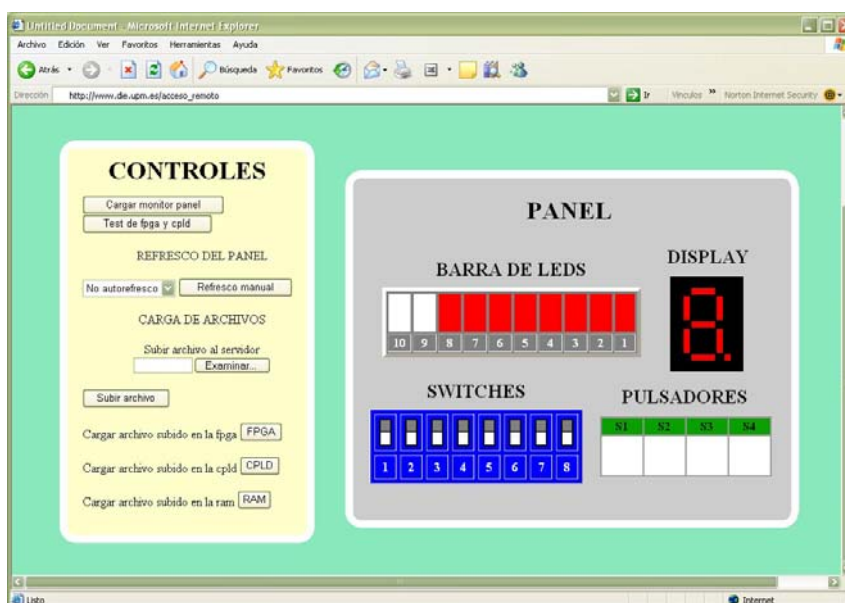 Untitled Document - Microsoft Internet Explorer
Archivo Edición Ver Favoritos Herramientas Ayuda
Atrás Búsqueda Favoritos
Dirección http://www.die.upm.es/acceso_remoto Ir Vínculos » Norton Internet Security
CONTROLES
Cargar monitor panel
Test de fpga y cpld
REFRESCO DEL PANEL
No autorefresco Refresco manual
CARGA DE ARCHIVOS
Subir archivo al servidor
Examinar...
Subir archivo
Cargar archivo subido en la fpga FPGA
Cargar archivo subido en la cpld CPLD
Cargar archivo subido en la ram RAM
PANEL
BARRA DE LEDS
10 9 8 7 6 5 4 3 2 1
DISPLAY
8.
SWITCHES
1 2 3 4 5 6 7 8
PULSADORES
S1 S2 S3 S4
Listo Internet